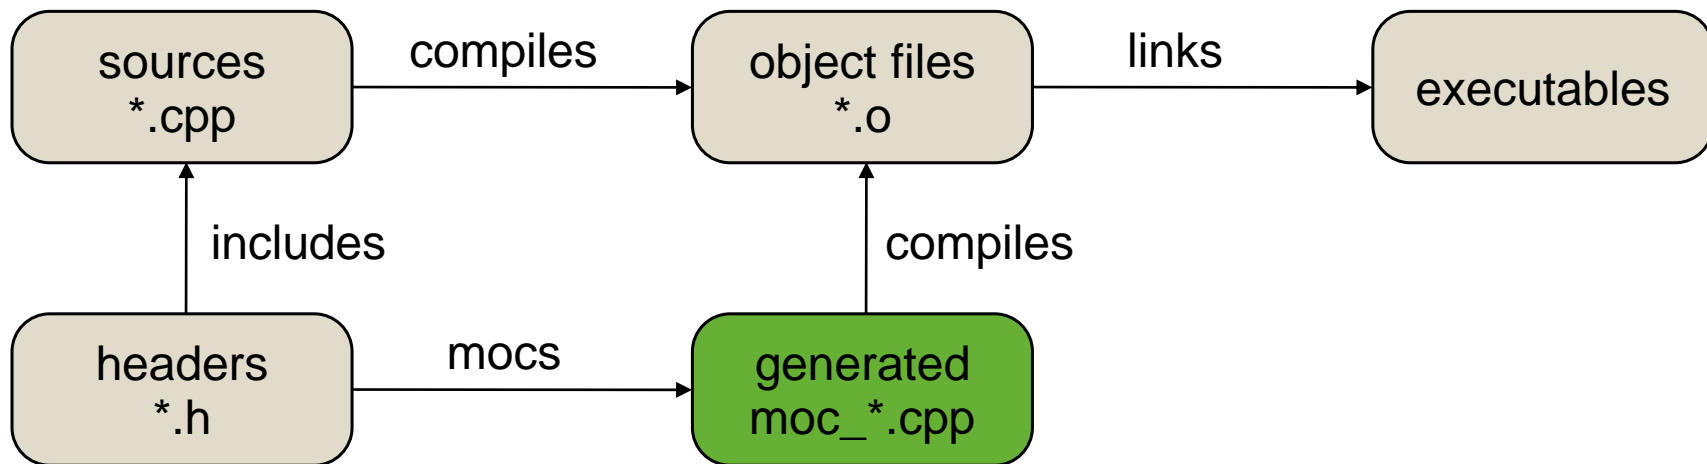 sources
*.cpp
compiles
object files
*.o
links
executables
includes
compiles
headers
*.h
mocs
generated
moc_*.cpp